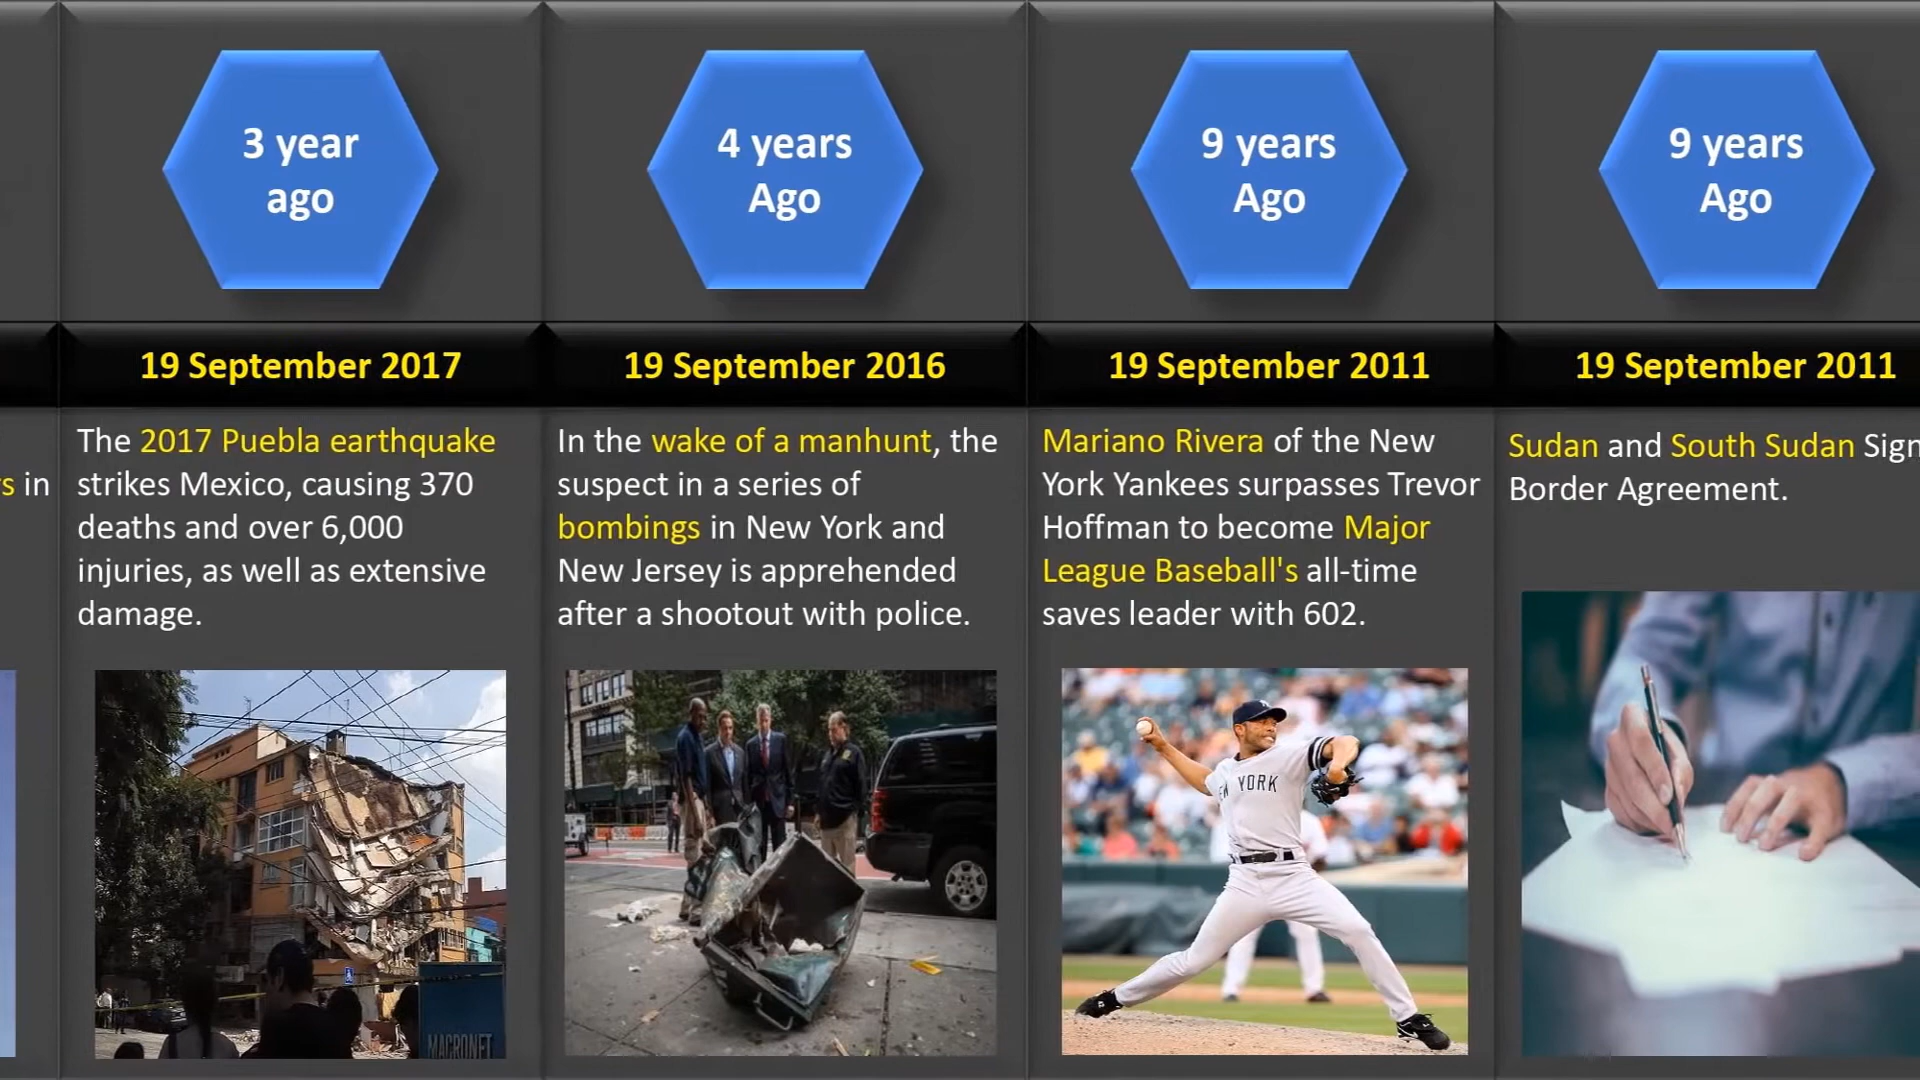 3 year
ago
19 September 2017
The 2017 Puebla earthquake
strikes Mexico, causing 370
deaths and over 6,000
injuries, as well as extensive
damage.
MACRONET
4 years
Ago
19 September 2016
In the wake of a manhunt, the
suspect in a series of
bombings in New York and
New Jersey is apprehended
after a shootout with police.
9 years
Ago
19 September 2011
Mariano Rivera of the New
York Yankees surpasses Trevor
Hoffman to become Major
League Baseball's all-time
saves leader with 602.
YORK
9 years
Ago
19 September 2011
Sudan and South Sudan Sign
Border Agreement.
in